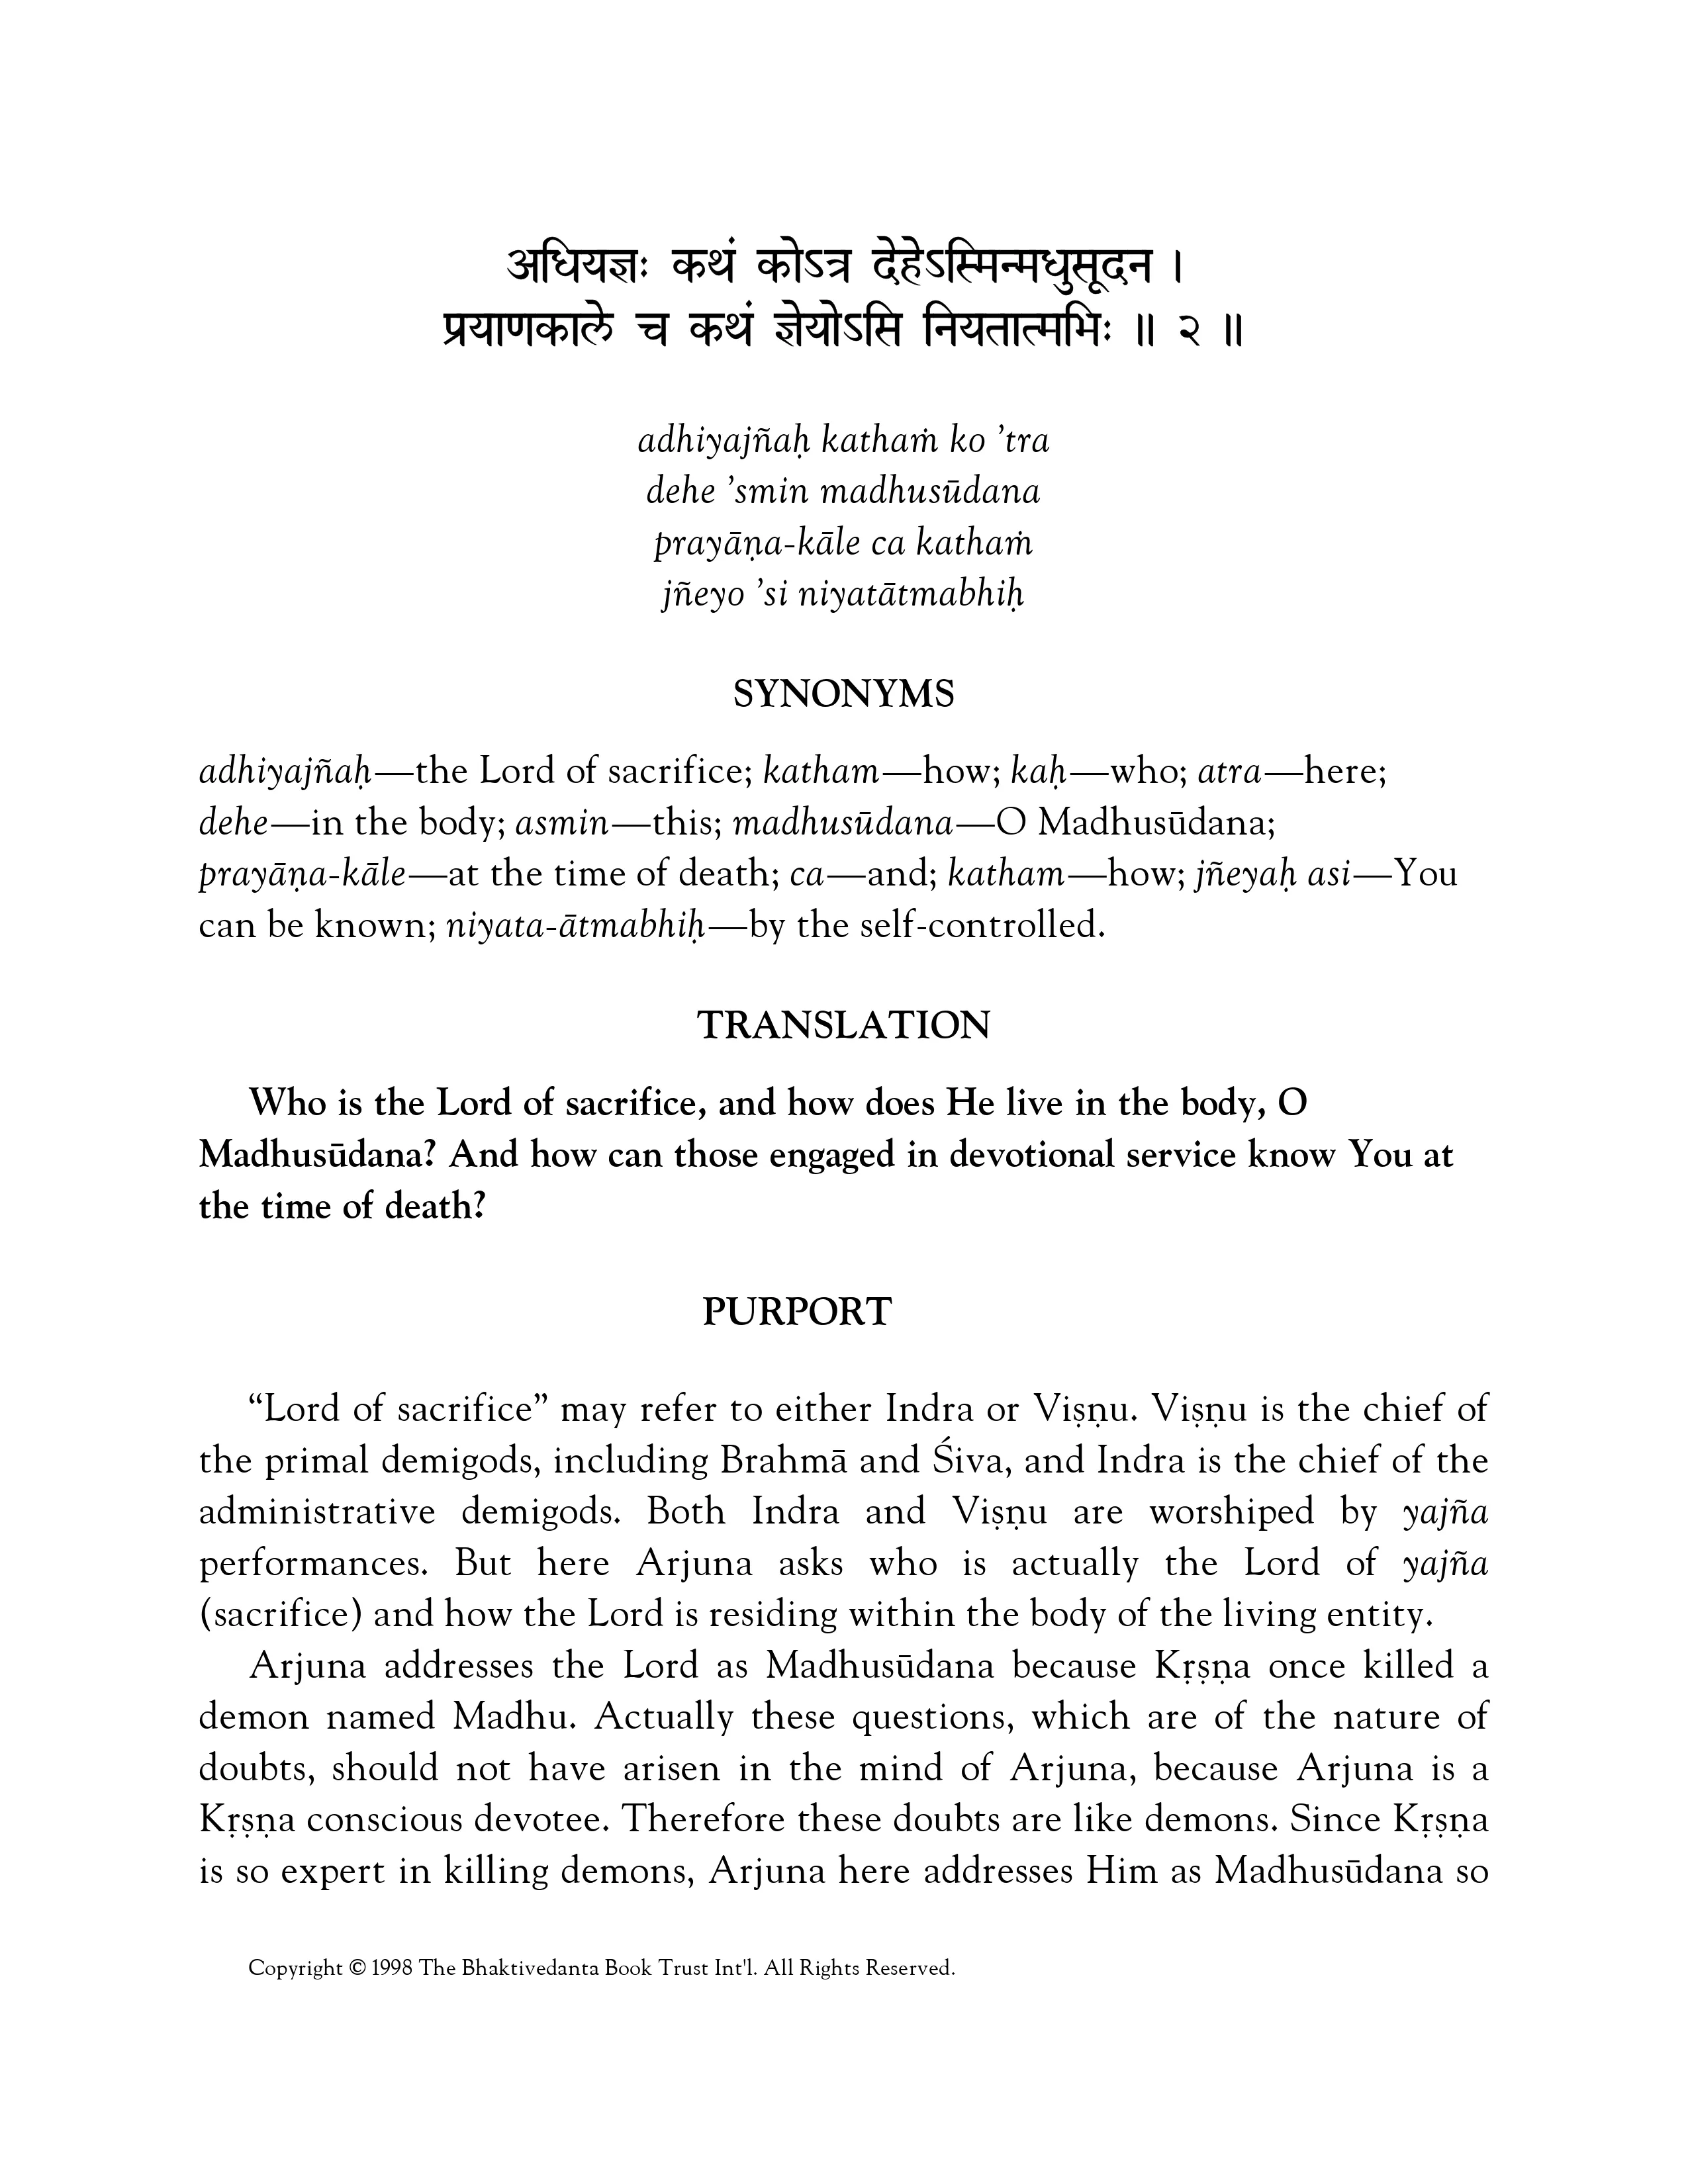 अधियज्ञः कथं कोऽत्र देहेऽस्मिन्मधुसूदन ।
प्रयाणकाले च कथं ज्ञेयोऽसि नियतात्मभिः ॥ २ ॥
adhiyajñaḥ kathaṁ ko ’tra
dehe ’smin madhusūdana
prayāṇa-kāle ca kathaṁ
jñeyo ’si niyatātmabhiḥ
SYNONYMS
adhiyajñaḥ—the Lord of sacrifice; katham—how; kaḥ—who; atra—here;
dehe—in the body; asmin—this; madhusūdana—O Madhusūdana;
prayāṇa-kāle—at the time of death; ca—and; katham—how; jñeyaḥ asi—You
can be known; niyata-ātmabhiḥ—by the self-controlled.
TRANSLATION
Who is the Lord of sacrifice, and how does He live in the body, O
Madhusūdana? And how can those engaged in devotional service know You at
the time of death?
PURPORT
“Lord of sacrifice” may refer to either Indra or Viṣṇu. Viṣṇu is the chief of
the primal demigods, including Brahmā and Śiva, and Indra is the chief of the
administrative demigods. Both Indra and Viṣṇu are worshiped by yajña
performances. But here Arjuna asks who is actually the Lord of yajña
(sacrifice) and how the Lord is residing within the body of the living entity.
Arjuna addresses the Lord as Madhusūdana because Kṛṣṇa once killed a
demon named Madhu. Actually these questions, which are of the nature of
doubts, should not have arisen in the mind of Arjuna, because Arjuna is a
Kṛṣṇa conscious devotee. Therefore these doubts are like demons. Since Kṛṣṇa
is so expert in killing demons, Arjuna here addresses Him as Madhusūdana so
Copyright © 1998 The Bhaktivedanta Book Trust Int'l. All Rights Reserved.